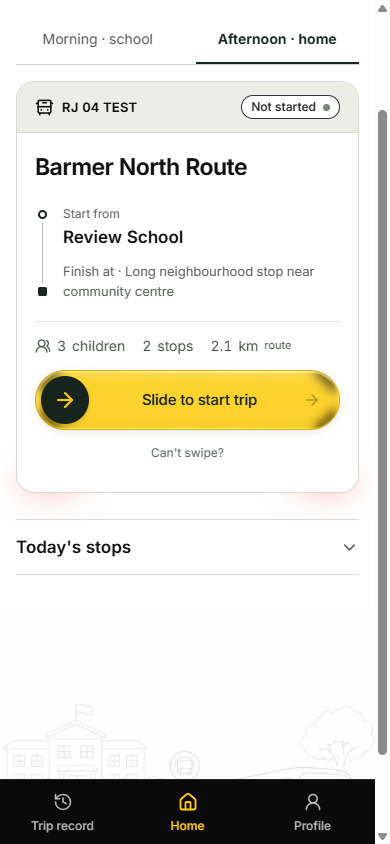 Morning · school
Afternoon · home
RJ 04 TEST
Not started
Barmer North Route
Start from
Review School
Finish at · Long neighbourhood stop near
community centre
3 children 2 stops 2.1 km route
Slide to start trip
Can't swipe?
Today's stops
Trip record
Home
Profile